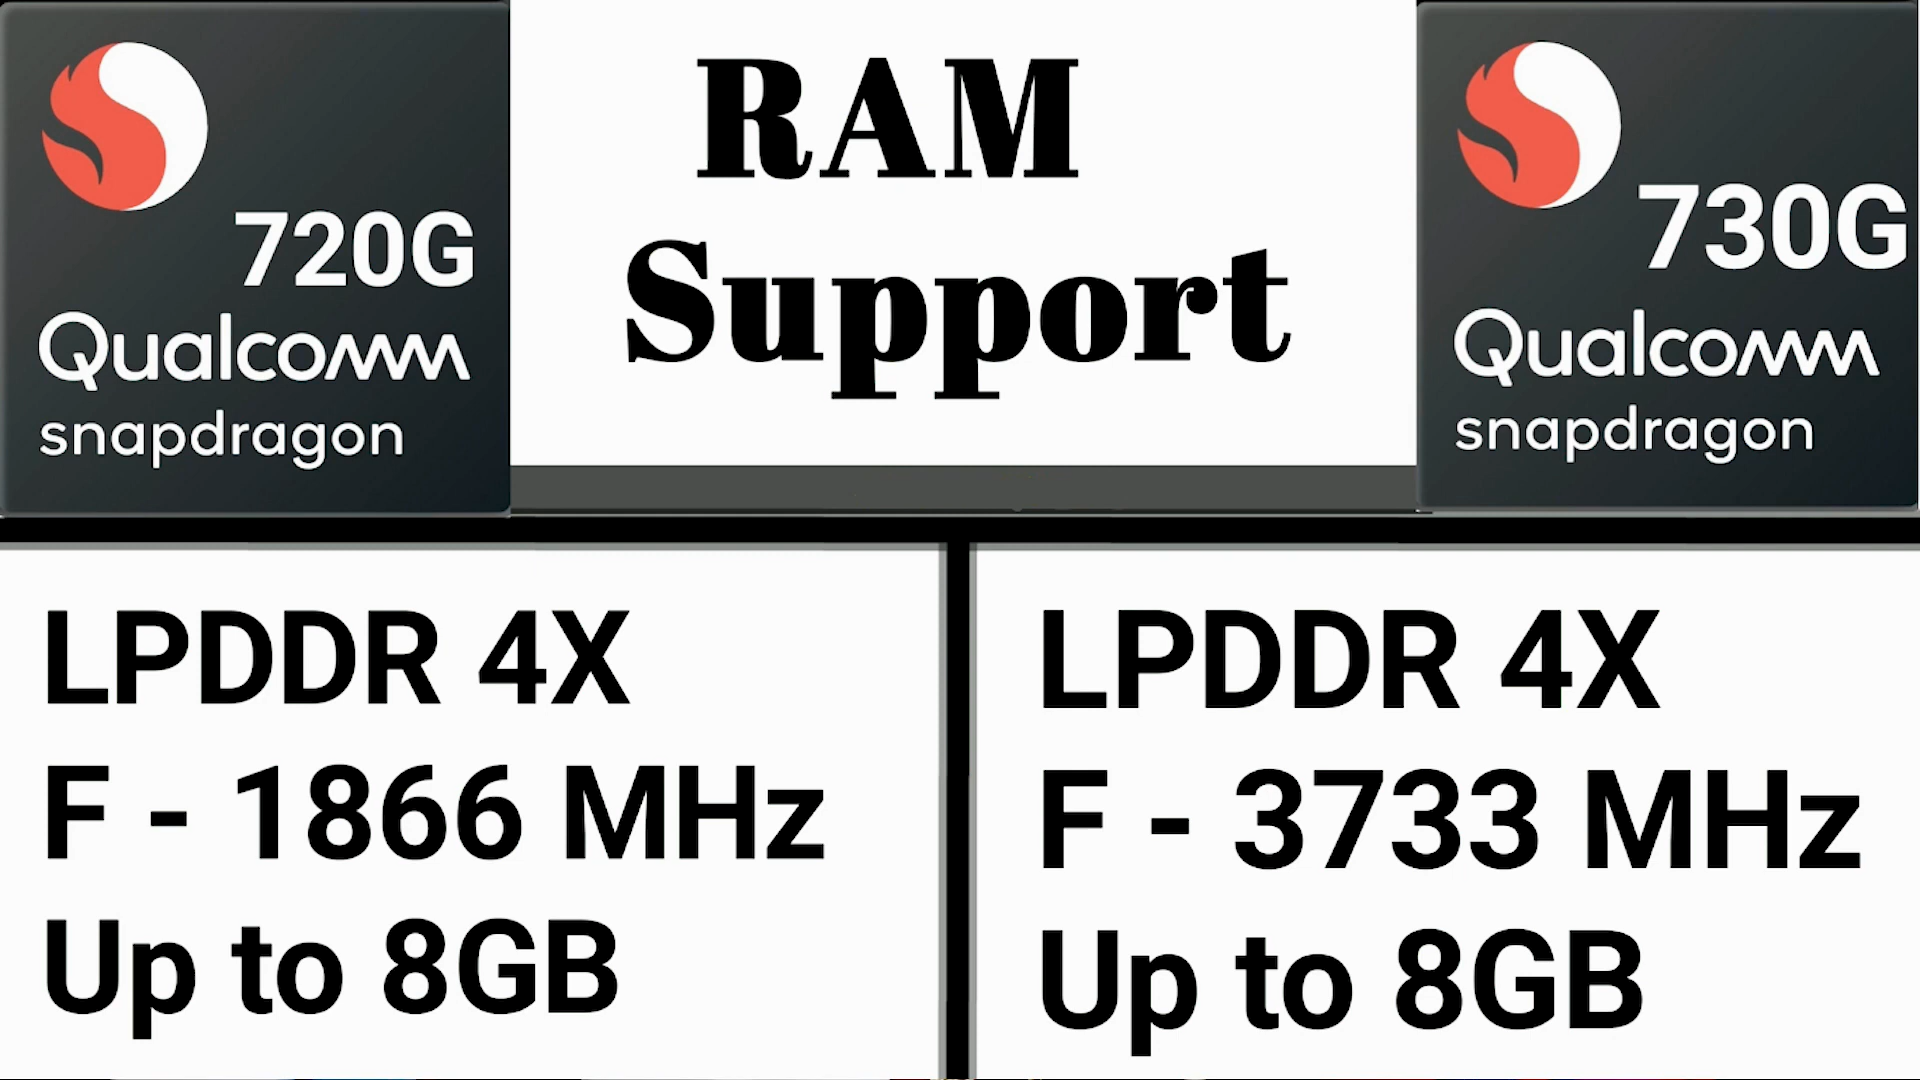 720G
Qualcomm
snapdragon
RAM
Support
730G
Qualcomm
snapdragon
LPDDR 4X
F - 1866 MHz
Up to 8GB
LPDDR 4X
F - 3733 MHz
Up to 8GB